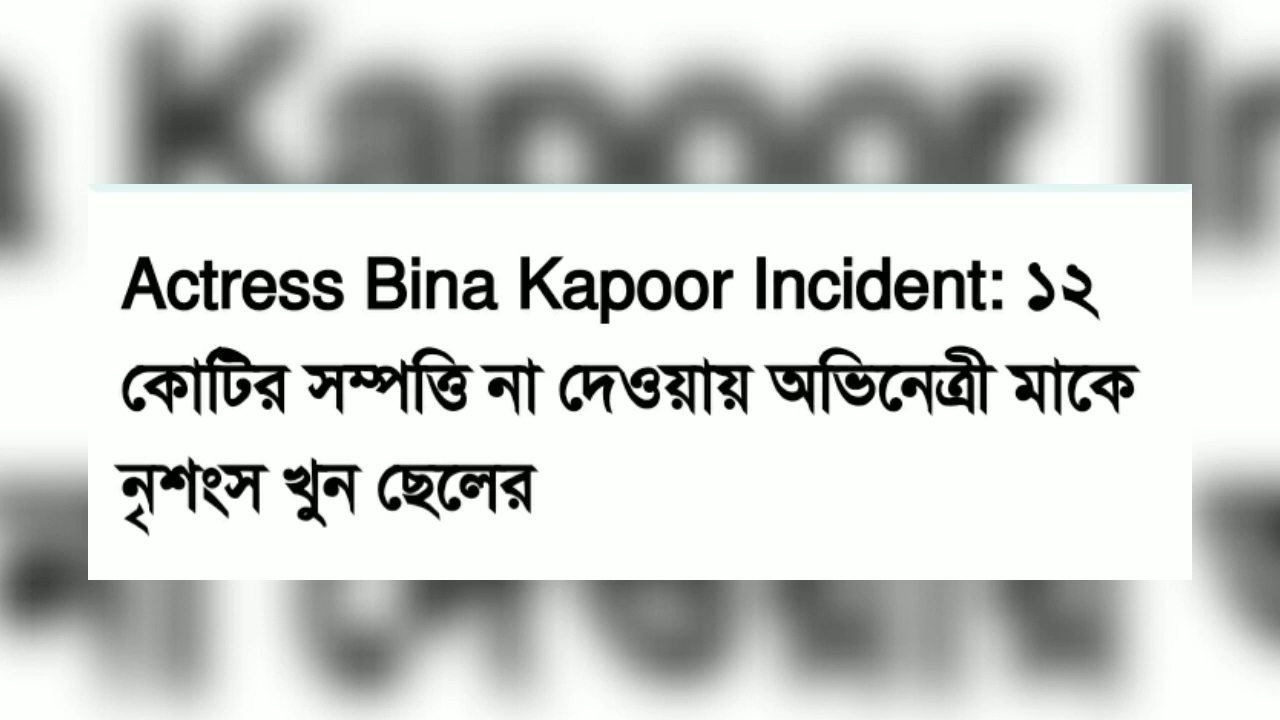 Actress Bina Kapoor Incident: ১২
কোটির সম্পত্তি না দেওয়ায় অভিনেত্রী মাকে
নৃশংস খুন ছেলের